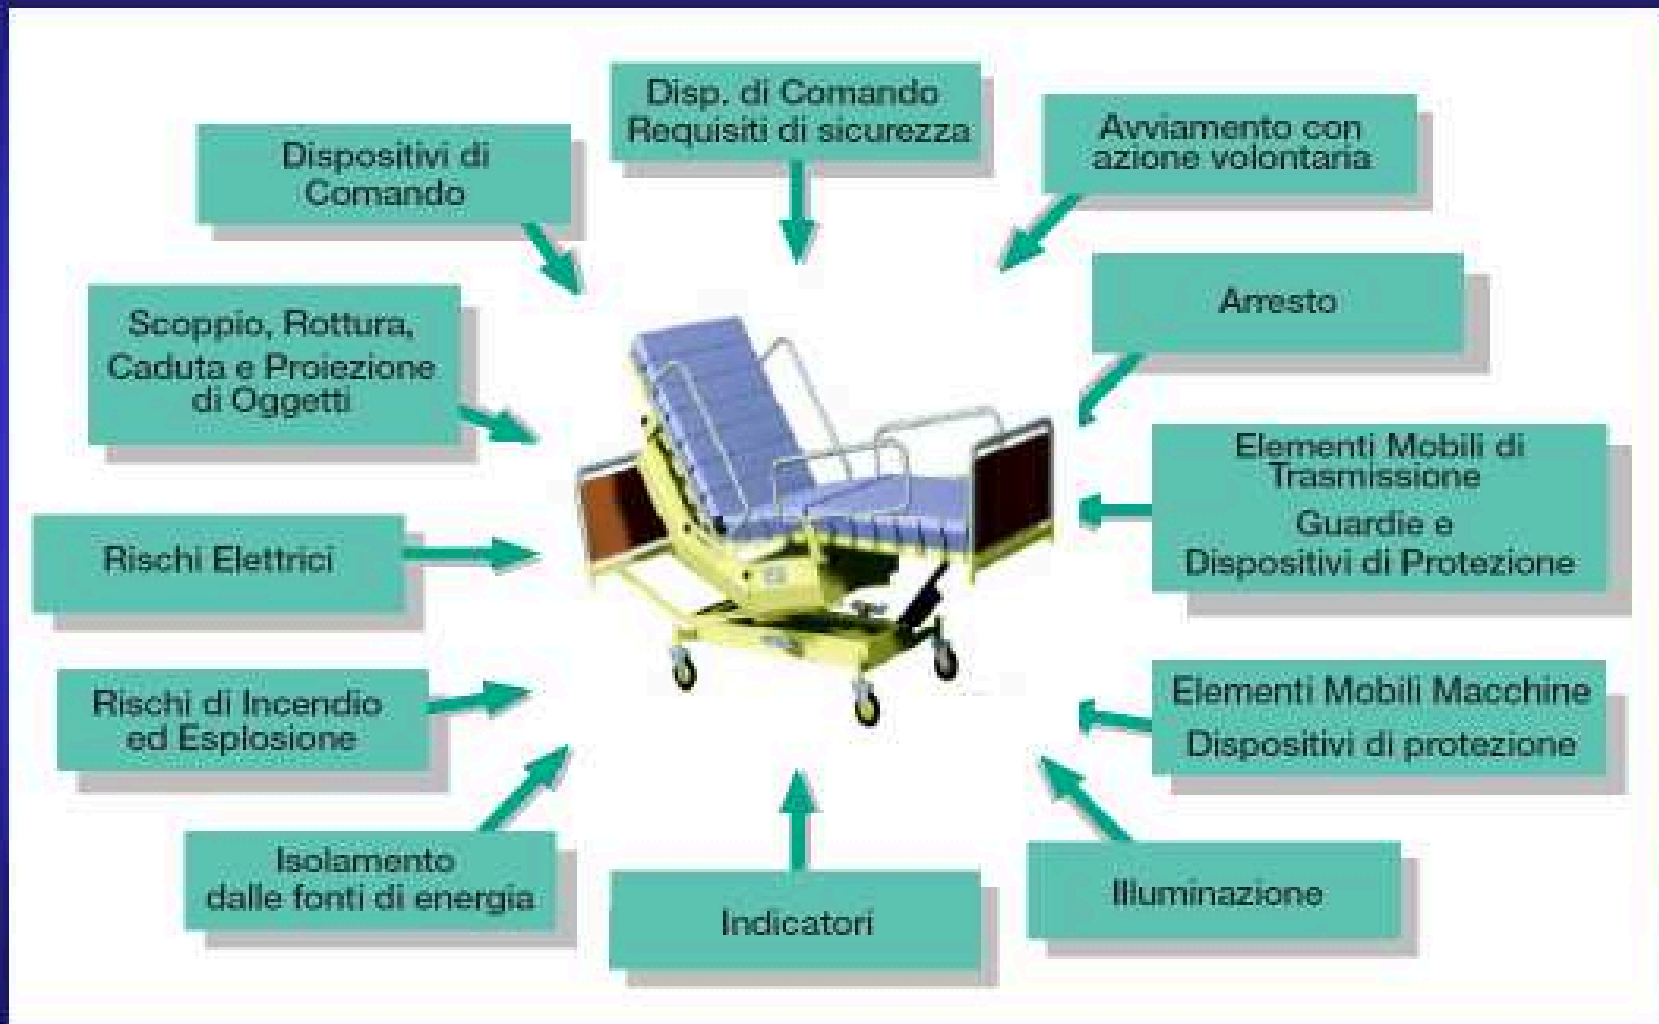 Disp. di Comando
Requisiti di sicurezza
Avviamento con
azione volontaria
Dispositivi di
Comando
Arresto
Scoppio, Rottura,
Caduta e Proiezione
di Oggetti
Elementi Mobili di
Trasmissione
Guardie e
Dispositivi di Protezione
Rischi Elettrici
Elementi Mobili Macchine
Dispositivi di protezione
Rischi di Incendio
ed Esplosione
Isolamento
dalle fonti di energia
Illuminazione
Indicatori